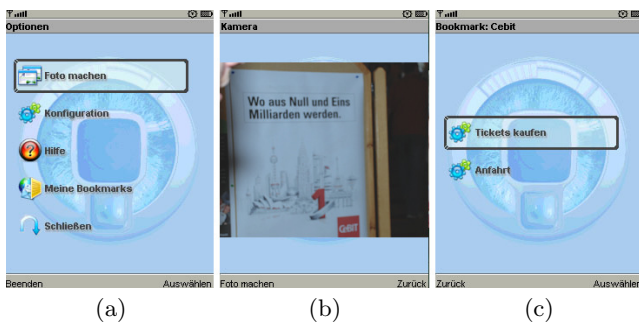 Optionen
Foto machen
Konfiguration
Hilfe
Meine Bookmarks
Schließen
Beenden
Auswählen
(a)
Kamera
Wo aus Null und Eins
Milliarden werden.
1
CeBIT
Foto machen
Zurück
(b)
Bookmark: Cebit
Tickets kaufen
Anfahrt
Zurück
Auswählen
(c)